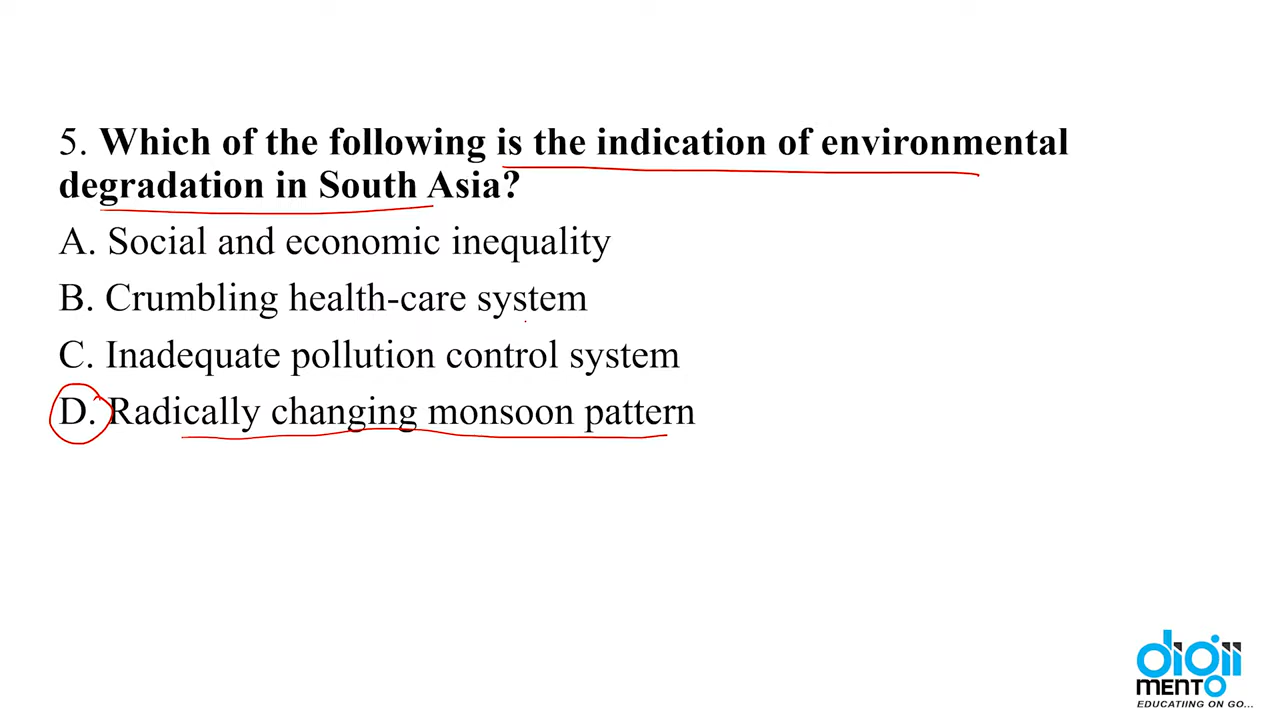 5. Which of the following is the indication of environmental
degradation in South Asia?
A. Social and economic inequality
B. Crumbling health-care system
C. Inadequate pollution control system
D. Radically changing monsoon pattern
digii
MENTO
EDUCATIING ON GO...